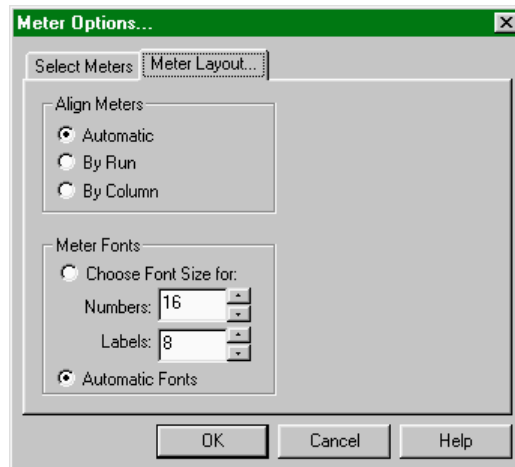 Meter Options...
Select Meters Meter Layout...
Align Meters
Automatic
By Run
By Column
Meter Fonts
Choose Font Size for:
Numbers: 16
Labels: 8
Automatic Fonts
OK Cancel Help